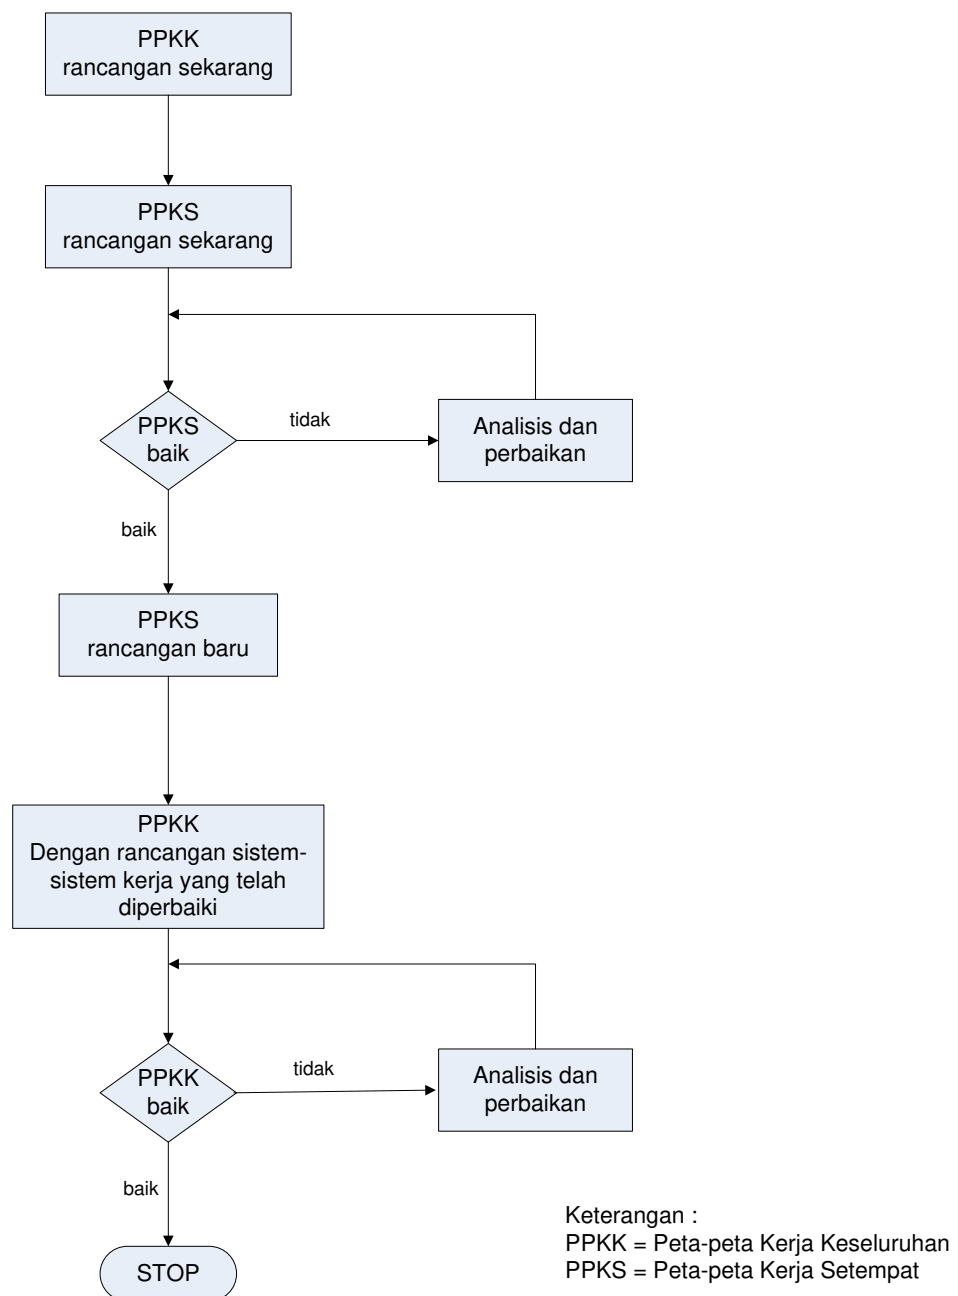 PPKK
rancangan sekarang
PPKS
rancangan sekarang
PPKS
baik
tidak
Analisis dan
perbaikan
baik
PPKS
rancangan baru
PPKK
Dengan rancangan sistem-
sistem kerja yang telah
diperbaiki
PPKK
baik
tidak
Analisis dan
perbaikan
baik
STOP
Keterangan :
PPKK = Peta-peta Kerja Keseluruhan
PPKS = Peta-peta Kerja Setempat